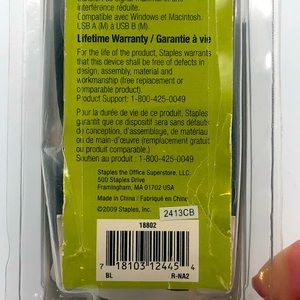 interférence réduite.
Compatible avec Windows et Macintosh.
USB A (M) à USB B (M).
Lifetime Warranty / Garantie à vie
For the life of the product, Staples warrants
that this device shall be free of defects in
design, assembly, material and
workmanship (free replacement or
comparable product).
Product Support: 1-800-425-0049
Pour la durée de vie de ce produit, Staples
garantit que ce dispositif sera sans défauts
de conception, d'assemblage, de matériau
ou de main-d'œuvre (remplacement gratuit
ou produit comparable.)
Soutien au produit : 1-800-425-0049
Staples the Office Superstore, LLC.
500 Staples Drive
Framingham, MA 01702 USA
Made in China / Fabriqué en Chine
©2009 Staples, Inc.
2413CB
18802
7 18103 12445 4
BL R-NA2